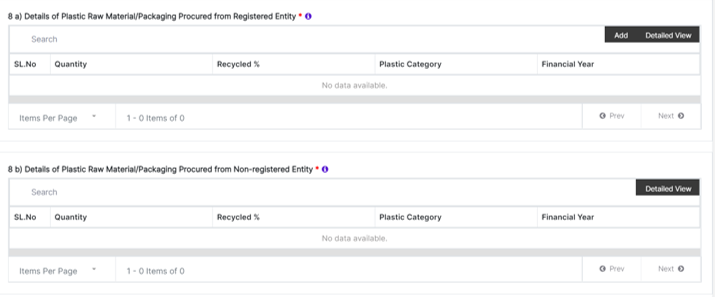 8 a) Details of Plastic Raw Material/Packaging Procured from Registered Entity *
Search Add Detailed View
SL.No Quantity Recycled % Plastic Category Financial Year
No data available.
Items Per Page 1 - 0 Items of 0 Prev Next
8 b) Details of Plastic Raw Material/Packaging Procured from Non-registered Entity *
Search Detailed View
SL.No Quantity Recycled % Plastic Category Financial Year
No data available.
Items Per Page 1 - 0 Items of 0 Prev Next